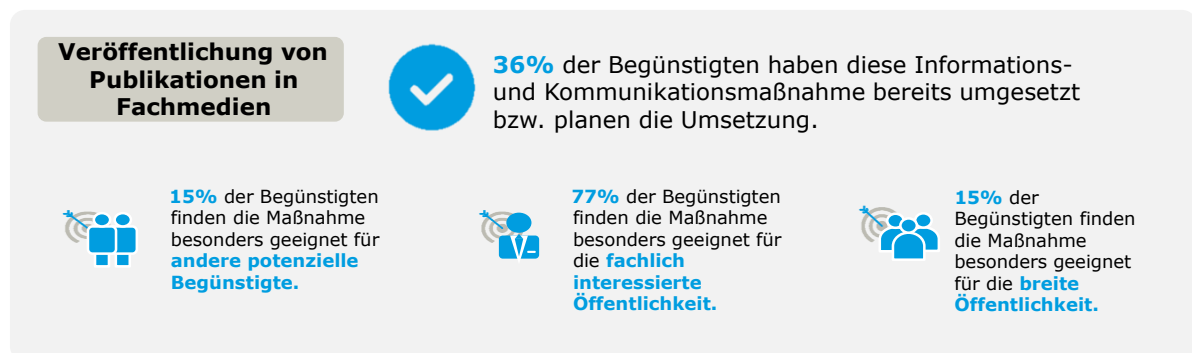 Veröffentlichung von
Publikationen in
Fachmedien
36% der Begünstigten haben diese Informations-
und Kommunikationsmaßnahme bereits umgesetzt
bzw. planen die Umsetzung.
15% der Begünstigten
finden die Maßnahme
besonders geeignet für
andere potenzielle
Begünstigte.
77% der Begünstigten
finden die Maßnahme
besonders geeignet für
die fachlich
interessierte
Öffentlichkeit.
15% der
Begünstigten finden
die Maßnahme
besonders geeignet
für die breite
Öffentlichkeit.